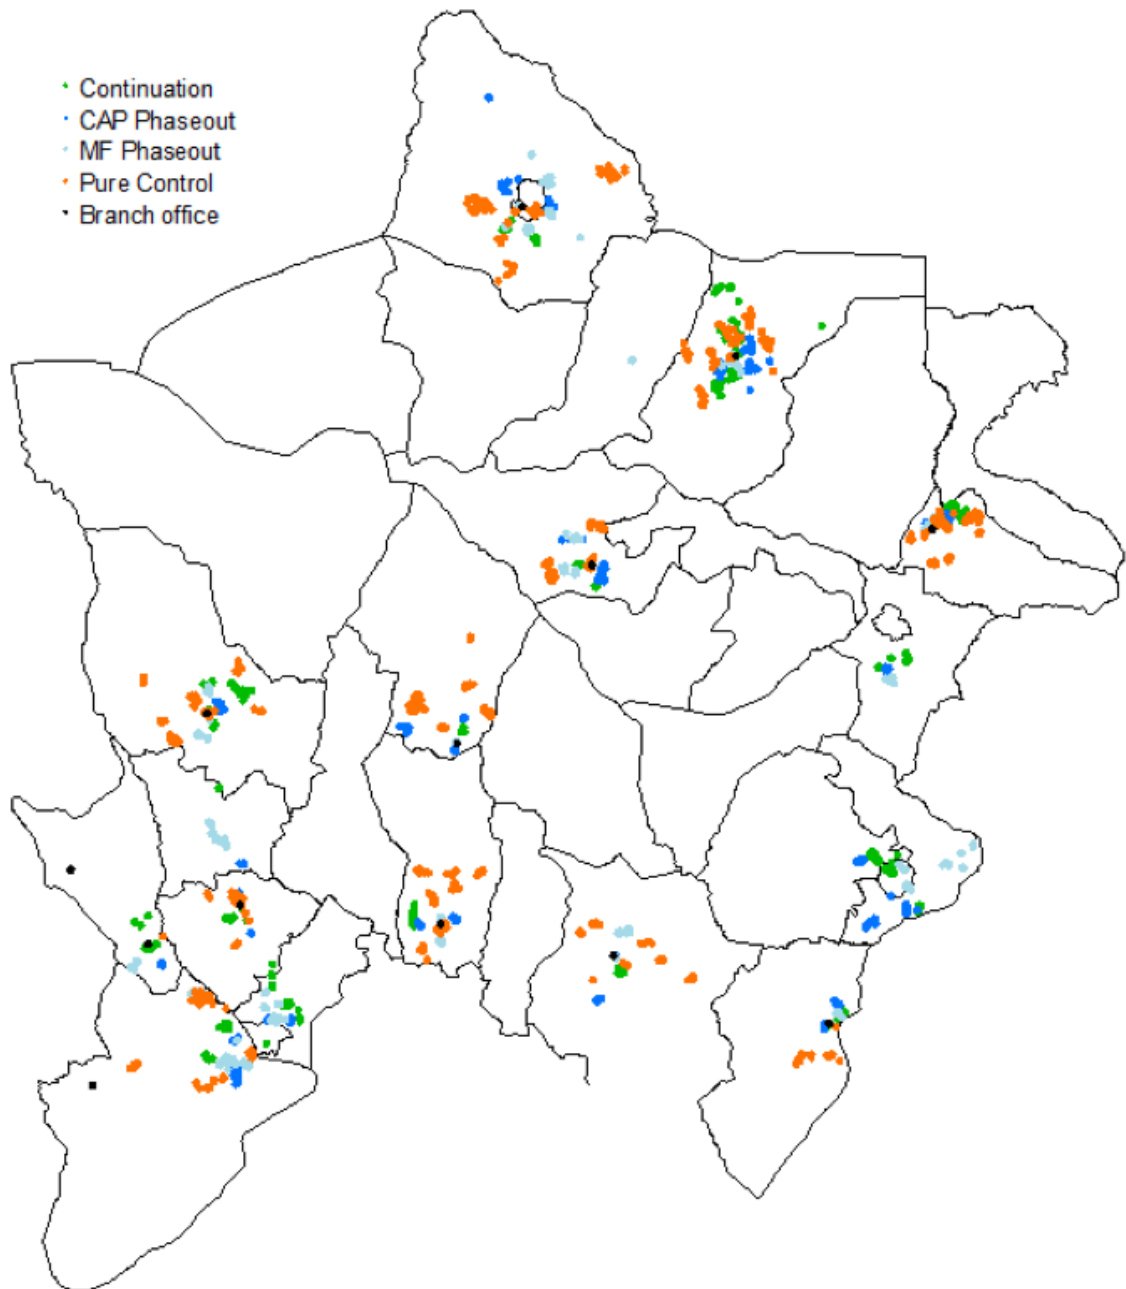 Continuation
CAP Phaseout
MF Phaseout
Pure Control
Branch office